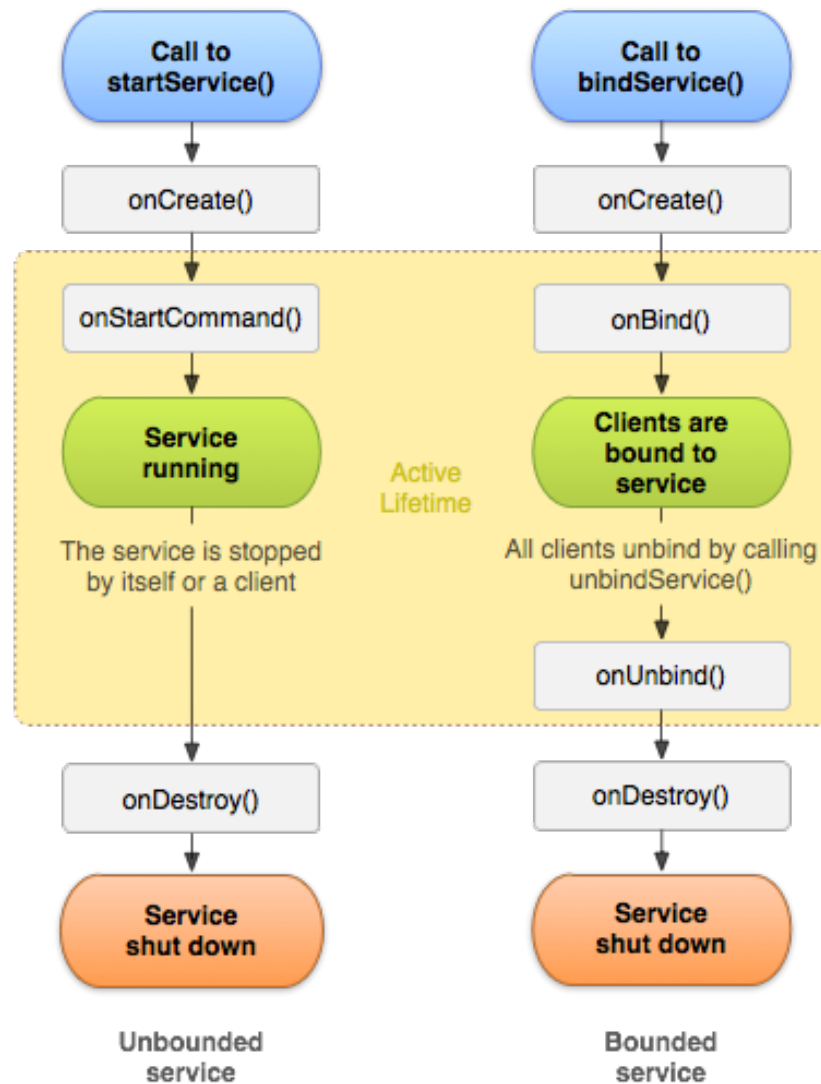 Call to
startService()
onCreate()
onStartCommand()
Service
running
The service is stopped
by itself or a client
onDestroy()
Service
shut down
Unbounded
service
Active
Lifetime
Call to
bindService()
onCreate()
onBind()
Clients are
bound to
service
All clients unbind by calling
unbindService()
onUnbind()
onDestroy()
Service
shut down
Bounded
service